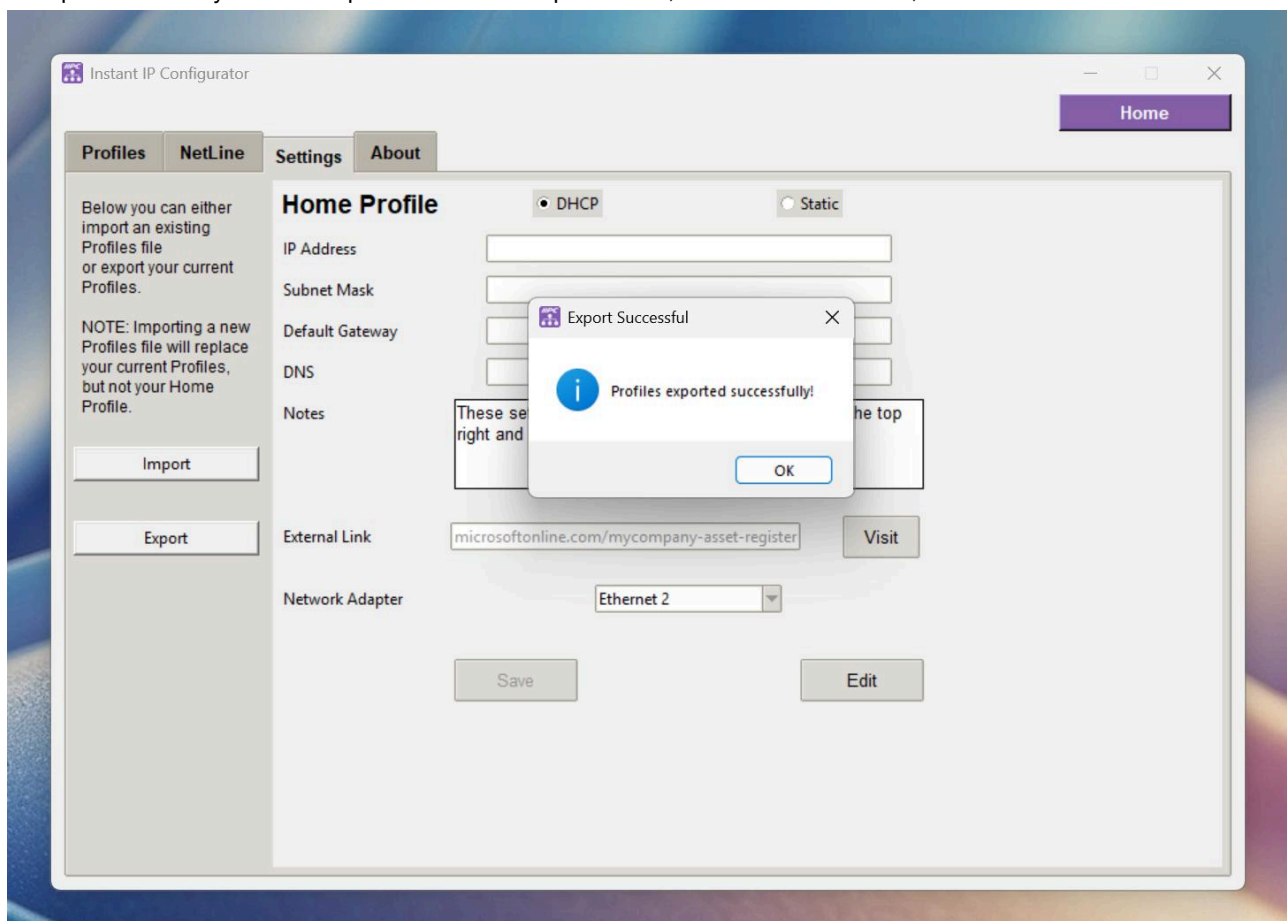 Instant IP Configurator
Home
Profiles NetLine Settings About
Below you can either
import an existing
Profiles file
or export your current
Profiles.
NOTE: Importing a new
Profiles file will replace
your current Profiles,
but not your Home
Profile.
Import
Export
Home Profile
DHCP
Static
IP Address
Subnet Mask
Default Gateway
DNS
Notes
These
he top
right and
External Link
microsoftonline.com/mycompany-asset-register
Visit
Network Adapter
Ethernet 2
Save
Edit
Export Successful
Profiles exported successfully!
OK